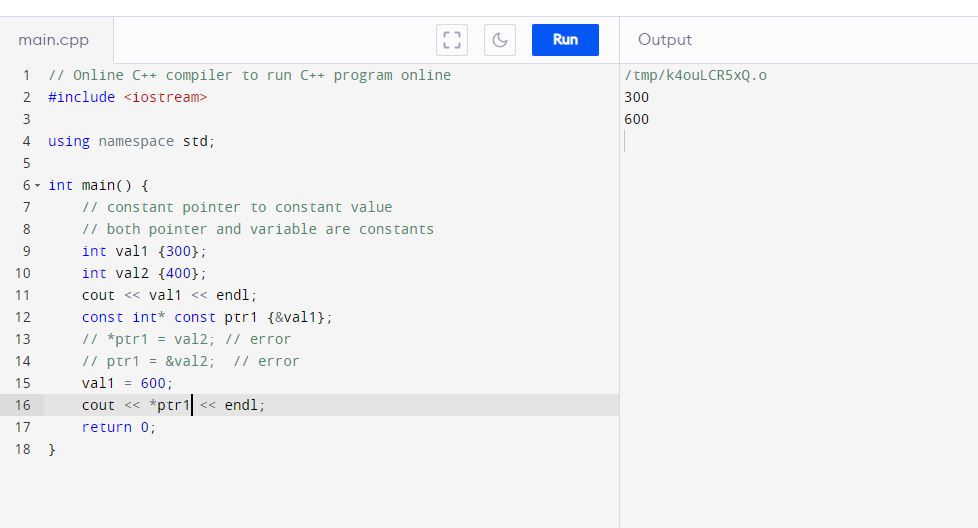 main.cpp
Run
Output
1 // Online C++ compiler to run C++ program online
2 #include <iostream>
3
4 using namespace std;
5
6 int main() {
7     // constant pointer to constant value
8     // both pointer and variable are constants
9     int val1 {300};
10     int val2 {400};
11     cout << val1 << endl;
12     const int* const ptr1 {&val1};
13     // *ptr1 = val2; // error
14     // ptr1 = &val2;  // error
15     val1 = 600;
16     cout << *ptr1 << endl;
17     return 0;
18 }
/tmp/k4ouLCR5xQ.o
300
600